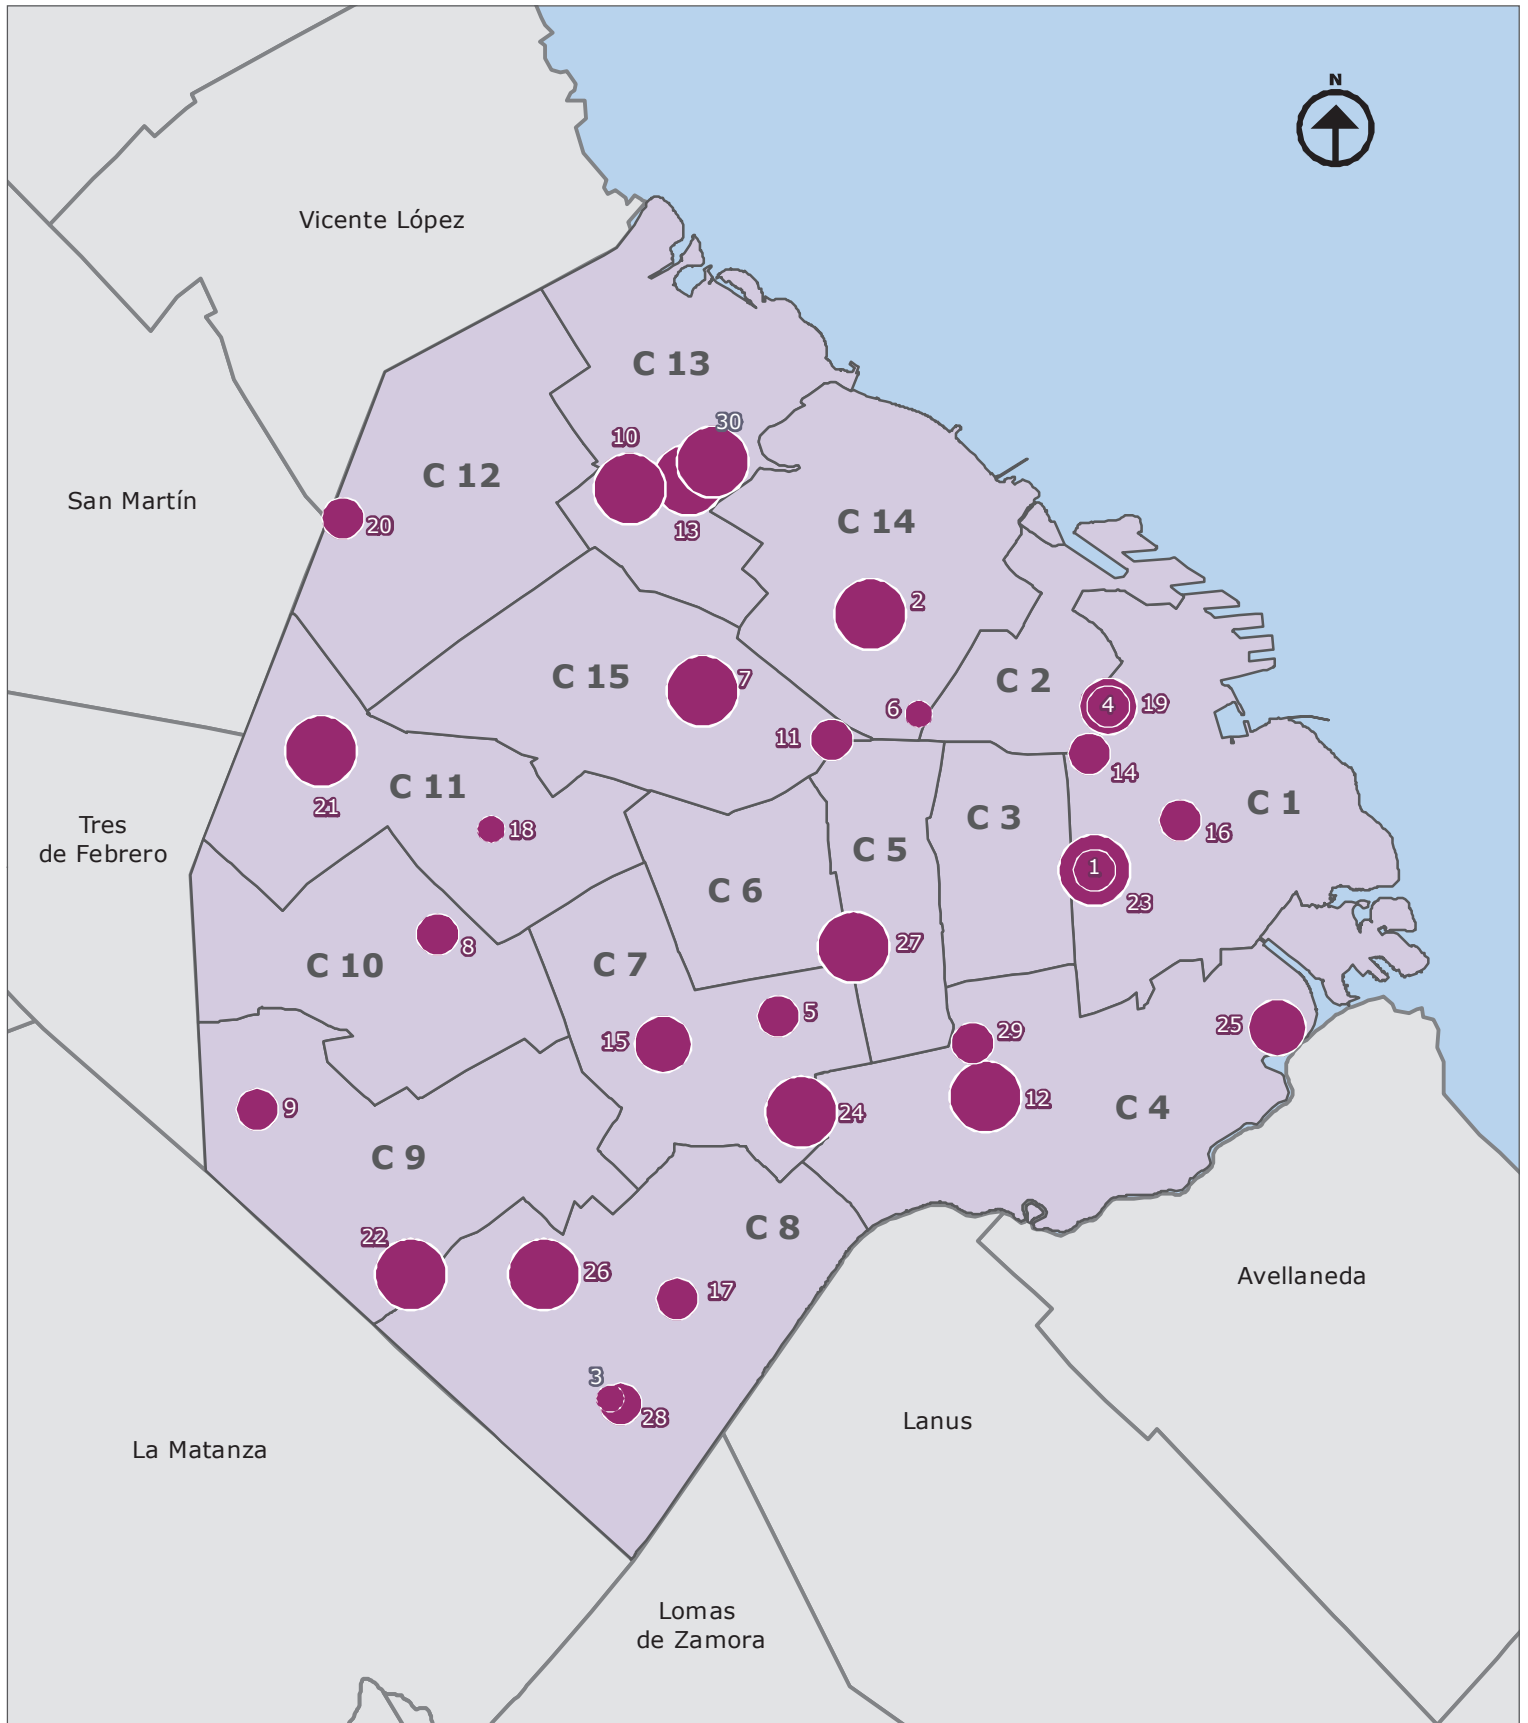 N
Vicente López
C 13
30
10
C 12
San Martín
20
13
C 14
2
C 15
7
C 2
6
4
19
11
14
21
C 11
18
C 1
C 3
16
Tres
de Febrero
C 5
1
C 6
23
8
27
C 10
C 7
5
15
29
25
9
24
12
C 4
C 9
22
C 8
26
17
Avellaneda
3
28
Lanus
La Matanza
Lomas
de Zamora